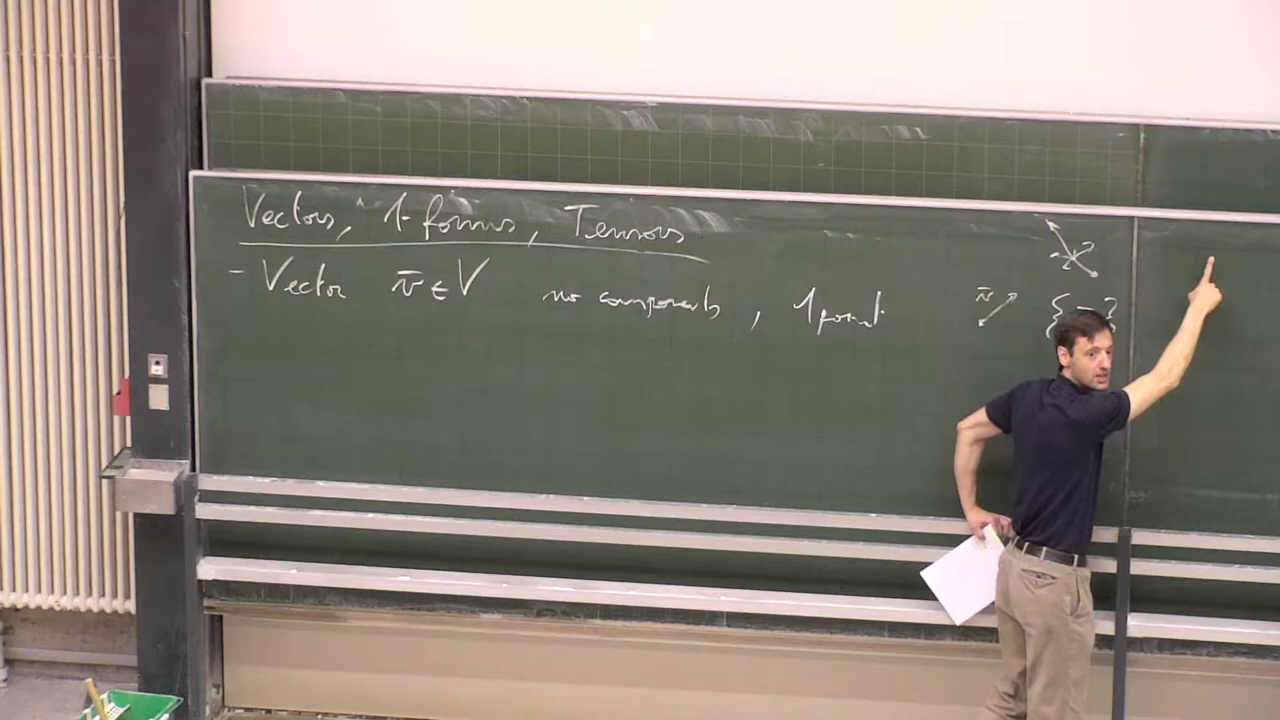 Vectors, 1-forms, Tensors
- Vector v̄ ∈ V no components, 1 point
v̄ { – }